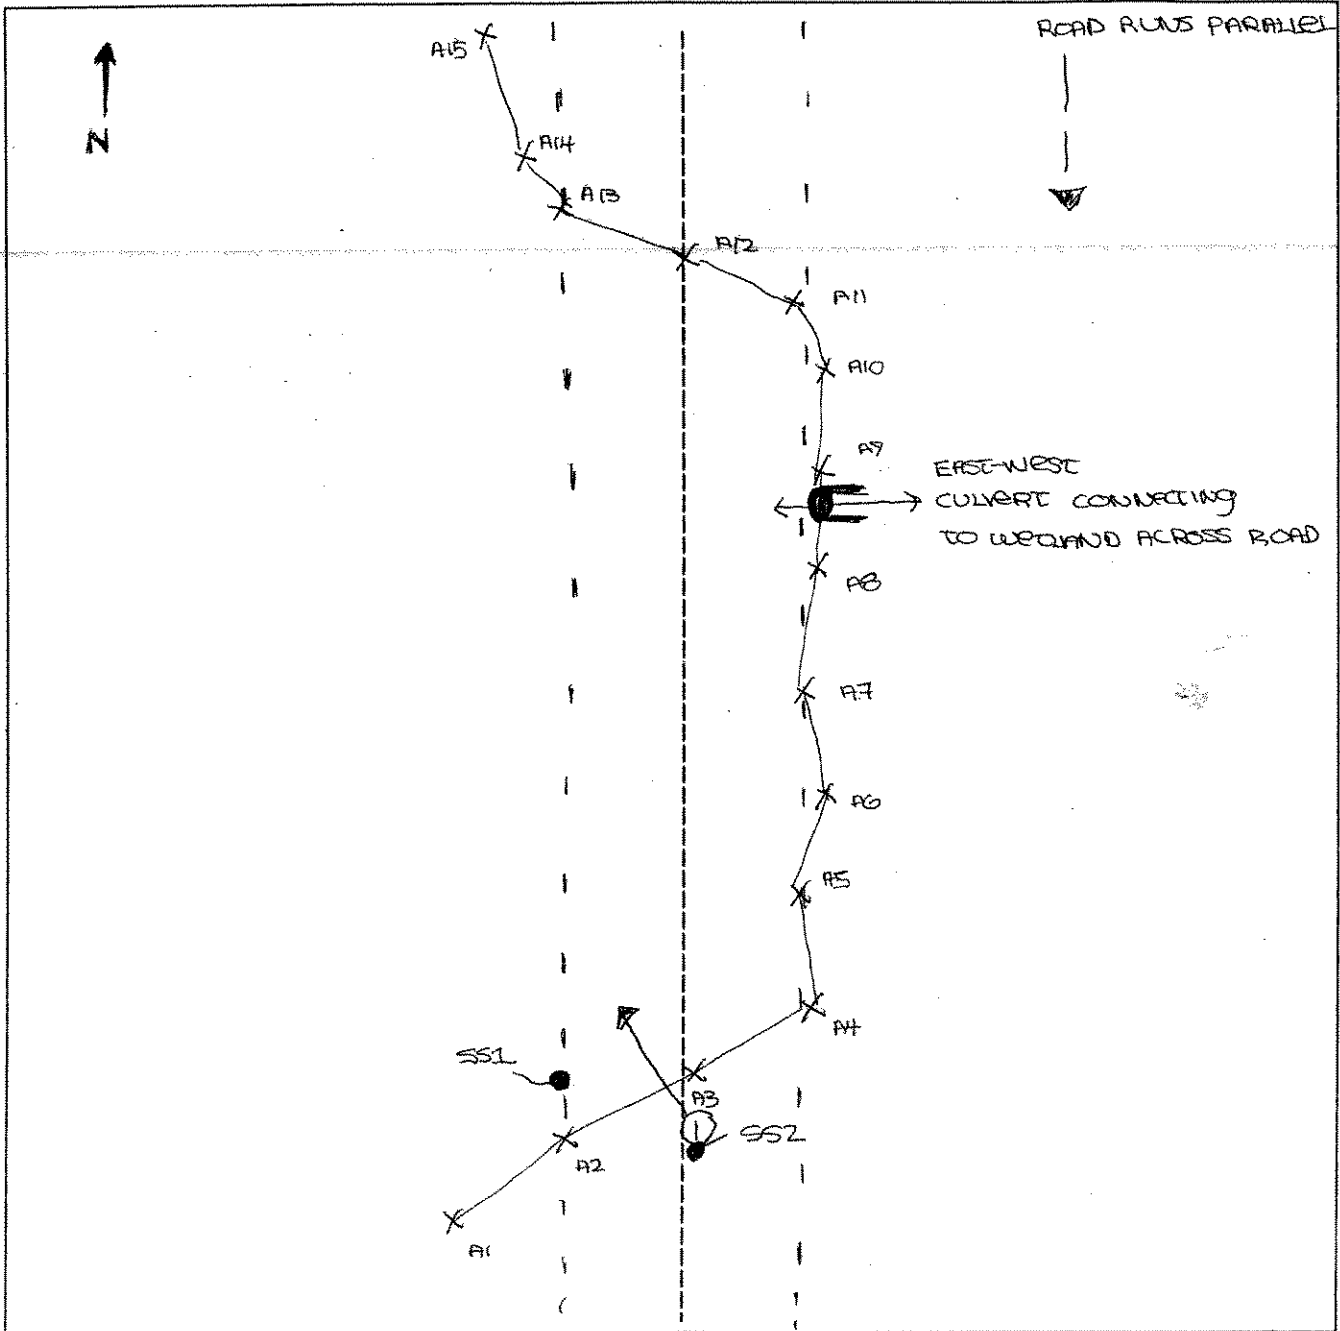 ROAD RUNS PARALLEL
A15
N
A14
A13
A12
A11
A10
A9
EAST-WEST
CULVERT CONNECTING
TO WETLAND ACROSS ROAD
A8
A7
A6
A5
A4
SS1
A3
SS2
A2
A1